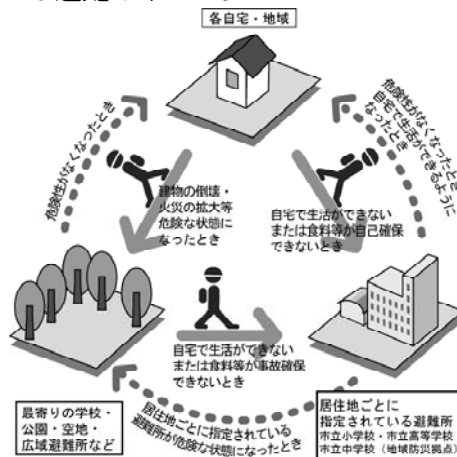 各自宅・地域
危険性がなくなったとき
危険性がなくなったとき
自宅で生活ができるように
なったとき
建物の倒壊・
火災の拡大等
危険な状態に
なったとき
自宅で生活ができない
または食料等が自己確保
できないとき
自宅で生活ができない
または食料等が事故確保
できないとき
居住地ごとに指定されている
避難所が危険な状態になったとき
最寄りの学校・
公園・空地・
広域避難所など
居住地ごとに
指定されている避難所
市立小学校・市立高等学校
市立中学校（地域防災拠点）